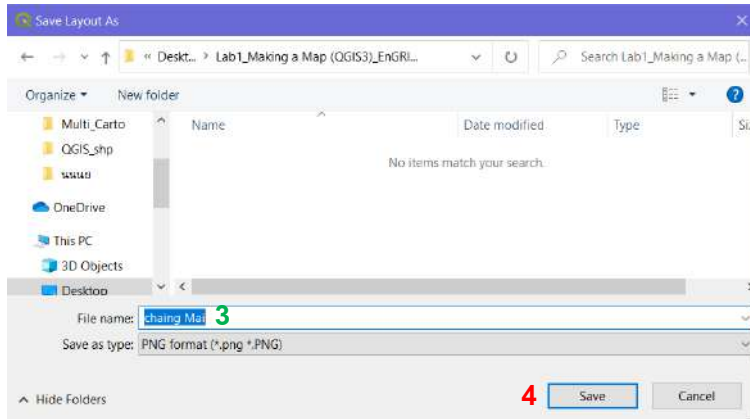 Save Layout As
« Deskt... > Lab1_Making a Map (QGIS3)_EnGRI...
Search Lab1_Making a Map (...
Organize
New folder
Multi_Carto
Name
Date modified
Type
QGIS_shp
No items match your search.
OneDrive
This PC
3D Objects
Desktop
File name: chaing Mai 3
Save as type: PNG format (*.png *.PNG)
Hide Folders
4 Save
Cancel